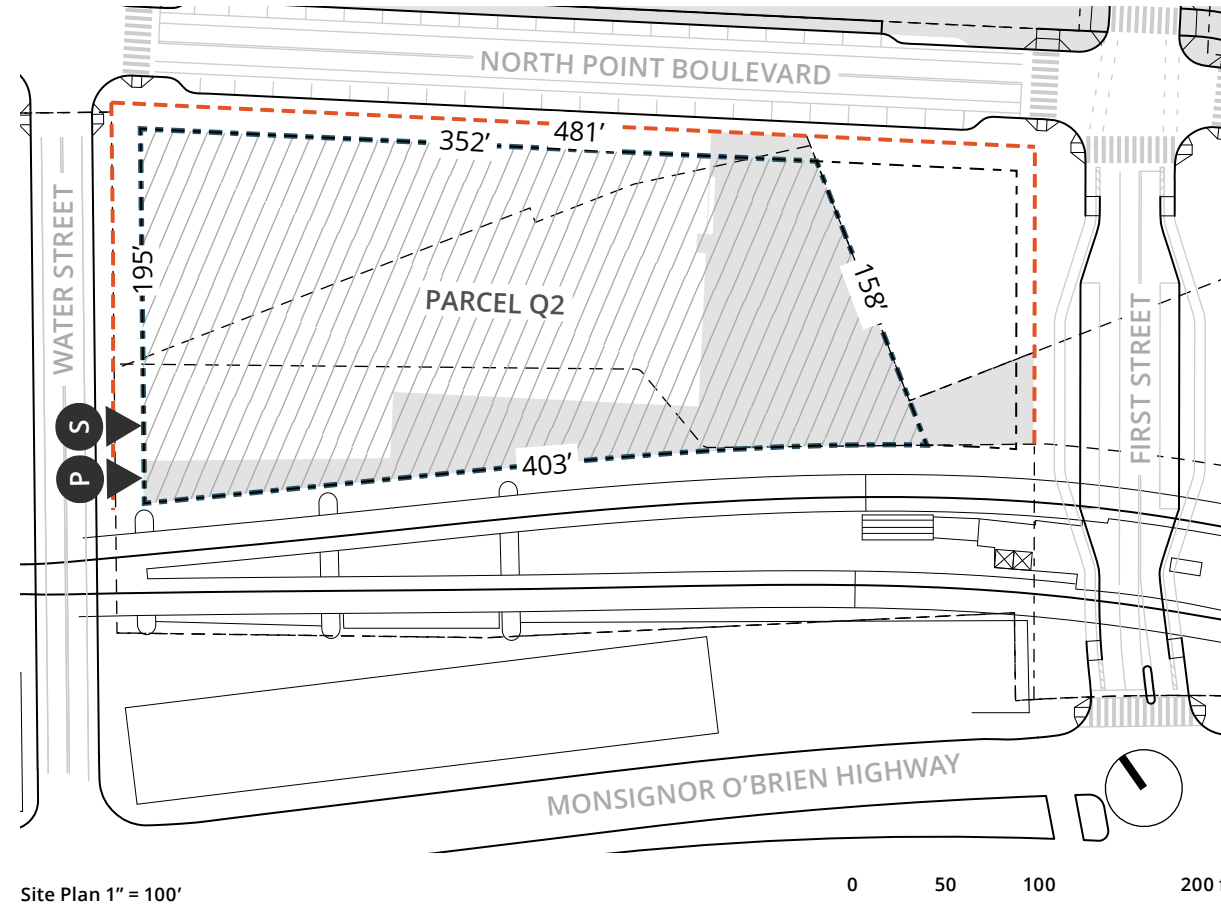 NORTH POINT BOULEVARD
481’
352’
WATER STREET
195’
PARCEL Q2
158’
FIRST STREET
S
P
403’
MONSIGNOR O’BRIEN HIGHWAY
Site Plan 1” = 100’
0 50 100 200